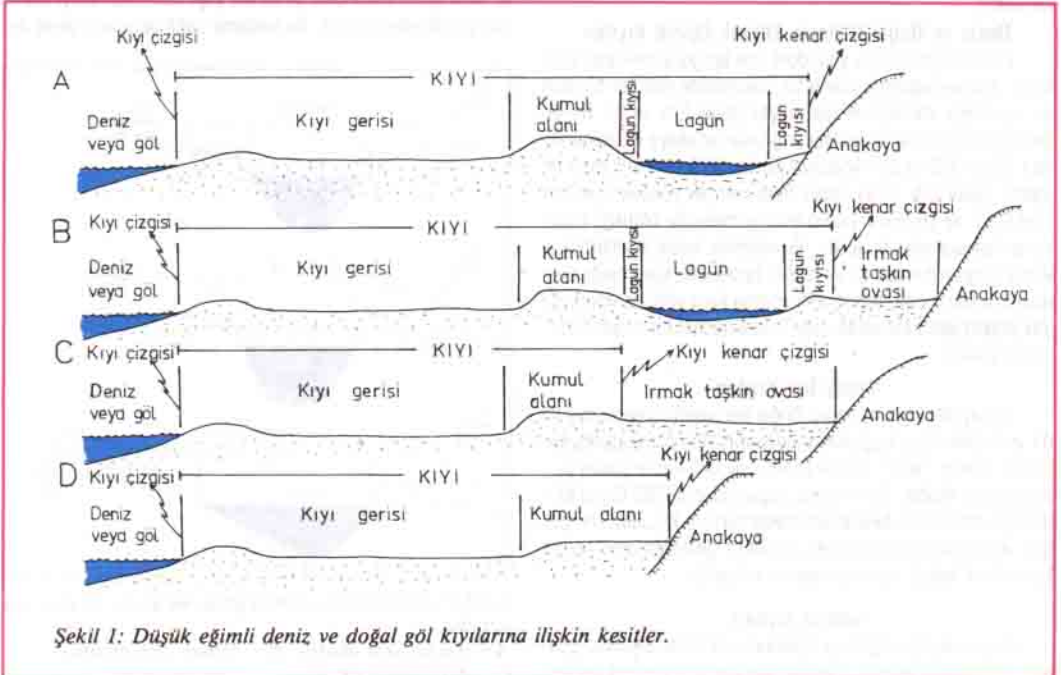 Kıyı çizgisi
Kıyı kenar çizgisi
A
KIYI
Deniz veya göl
Kıyı gerisi
Kumul alanı
Lagün kıyısı
Lagün
Lagün kıyısı
Anakaya
B
Kıyı çizgisi
Kıyı kenar çizgisi
KIYI
Deniz veya göl
Kıyı gerisi
Kumul alanı
Lagün kıyısı
Lagün
Lagün kıyısı
Irmak taşkın ovası
Anakaya
C
Kıyı çizgisi
KIYI
Kıyı kenar çizgisi
Deniz veya göl
Kıyı gerisi
Kumul alanı
Irmak taşkın ovası
Anakaya
D
Kıyı çizgisi
KIYI
Kıyı kenar çizgisi
Deniz veya göl
Kıyı gerisi
Kumul alanı
Anakaya
Şekil 1: Düşük eğimli deniz ve doğal göl kıyılarına ilişkin kesitler.